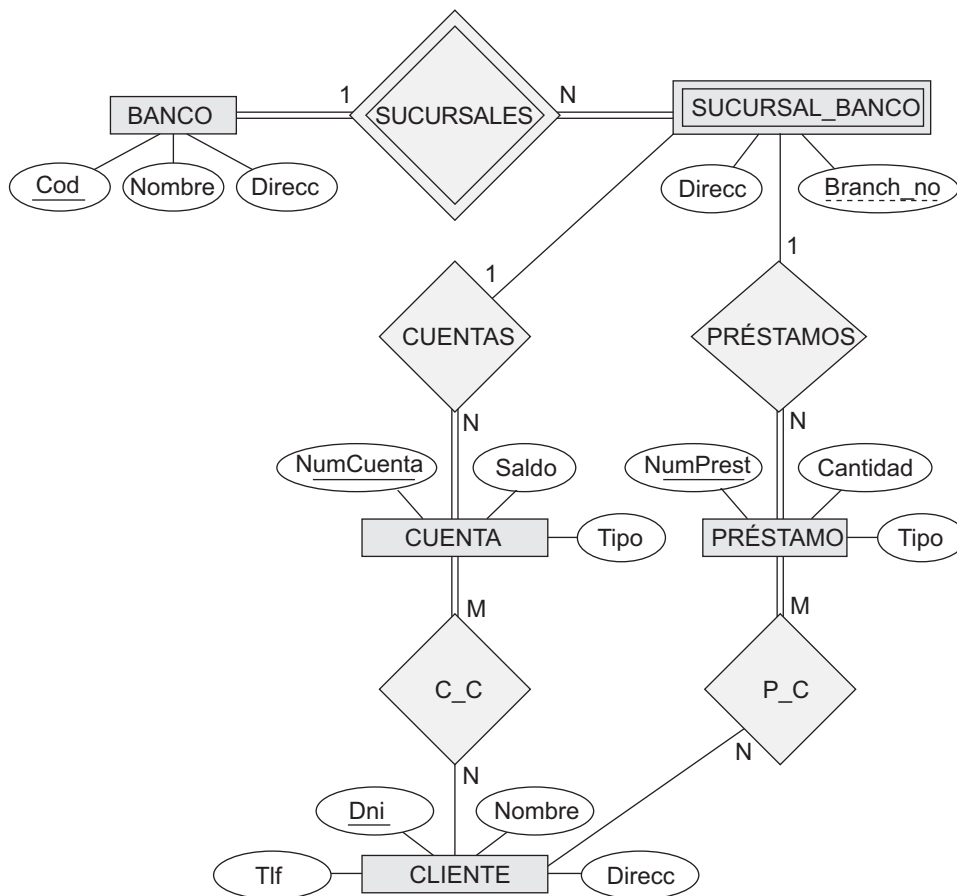 1
N
BANCO
SUCURSALES
SUCURSAL_BANCO
Cod
Nombre
Direcc
Direcc
Branch_no
1
1
CUENTAS
PRÉSTAMOS
N
N
NumCuenta
Saldo
NumPrest
Cantidad
CUENTA
Tipo
PRÉSTAMO
Tipo
M
M
C_C
P_C
N
N
Dni
Nombre
Tlf
CLIENTE
Direcc